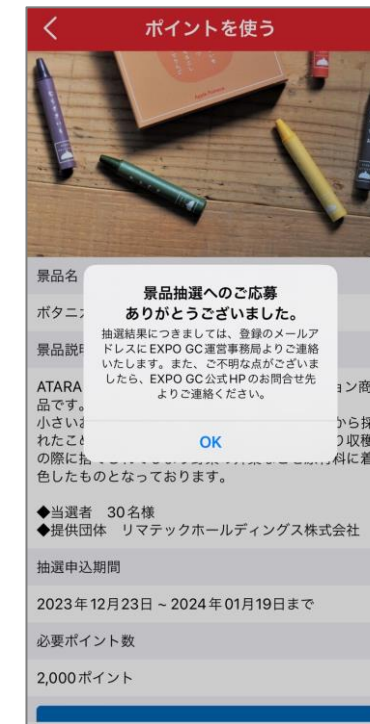 ポイントを使う
景品名
景品抽選へのご応募
ありがとうございました。
ボタニ
抽選結果につきましては、登録のメールア
ドレスにEXPO GC運営事務局よりご連絡
いたします。また、ご不明な点がございま
したら、EXPO GC公式HPのお問合せ先
よりご連絡ください。
OK
景品説明
ATARA
ョン商
品です。
小さいお
から採
れたこめ
り収穫
の際に捨
料に着
色したものとなっております。
◆当選者 30名様
◆提供団体 リマテックホールディングス株式会社
抽選申込期間
2023年12月23日 ~ 2024年01月19日まで
必要ポイント数
2,000ポイント